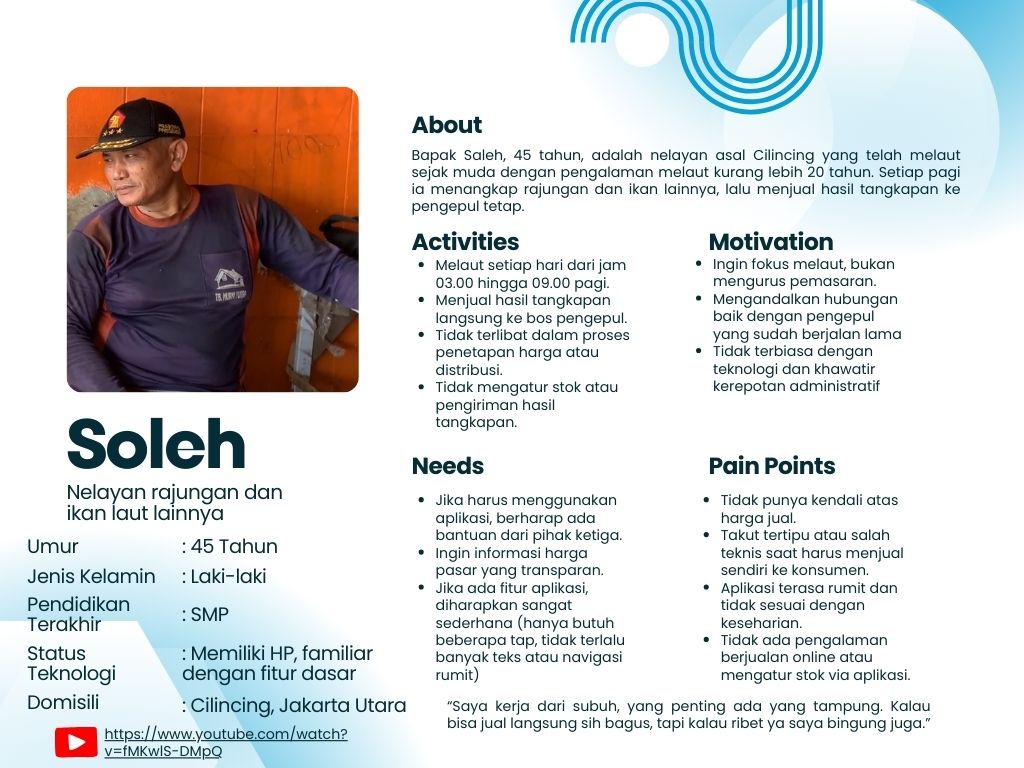 About
Bapak Saleh, 45 tahun, adalah nelayan asal Cilincing yang telah melaut
sejak muda dengan pengalaman melaut kurang lebih 20 tahun. Setiap pagi
ia menangkap rajungan dan ikan lainnya, lalu menjual hasil tangkapan ke
pengepul tetap.
Activities
• Melaut setiap hari dari jam
03.00 hingga 09.00 pagi.
• Menjual hasil tangkapan
langsung ke bos pengepul.
• Tidak terlibat dalam proses
penetapan harga atau
distribusi.
• Tidak mengatur stok atau
pengiriman hasil
tangkapan.
Motivation
• Ingin fokus melaut, bukan
mengurus pemasaran.
• Mengandalkan hubungan
baik dengan pengepul
yang sudah berjalan lama
• Tidak terbiasa dengan
teknologi dan khawatir
kerepotan administratif
Soleh
Nelayan rajungan dan
ikan laut lainnya
Umur : 45 Tahun
Jenis Kelamin : Laki-laki
Pendidikan
Terakhir : SMP
Status : Memiliki HP, familiar
Teknologi dengan fitur dasar
Domisili : Cilincing, Jakarta Utara
https://www.youtube.com/watch?
v=fMKwlS-DMpQ
Needs
• Jika harus menggunakan
aplikasi, berharap ada
bantuan dari pihak ketiga.
• Ingin informasi harga
pasar yang transparan.
• Jika ada fitur aplikasi,
diharapkan sangat
sederhana (hanya butuh
beberapa tap, tidak terlalu
banyak teks atau navigasi
rumit)
Pain Points
• Tidak punya kendali atas
harga jual.
• Takut tertipu atau salah
teknis saat harus menjual
sendiri ke konsumen.
• Aplikasi terasa rumit dan
tidak sesuai dengan
keseharian.
• Tidak ada pengalaman
berjualan online atau
mengatur stok via aplikasi.
“Saya kerja dari subuh, yang penting ada yang tampung. Kalau
bisa jual langsung sih bagus, tapi kalau ribet ya saya bingung juga.”